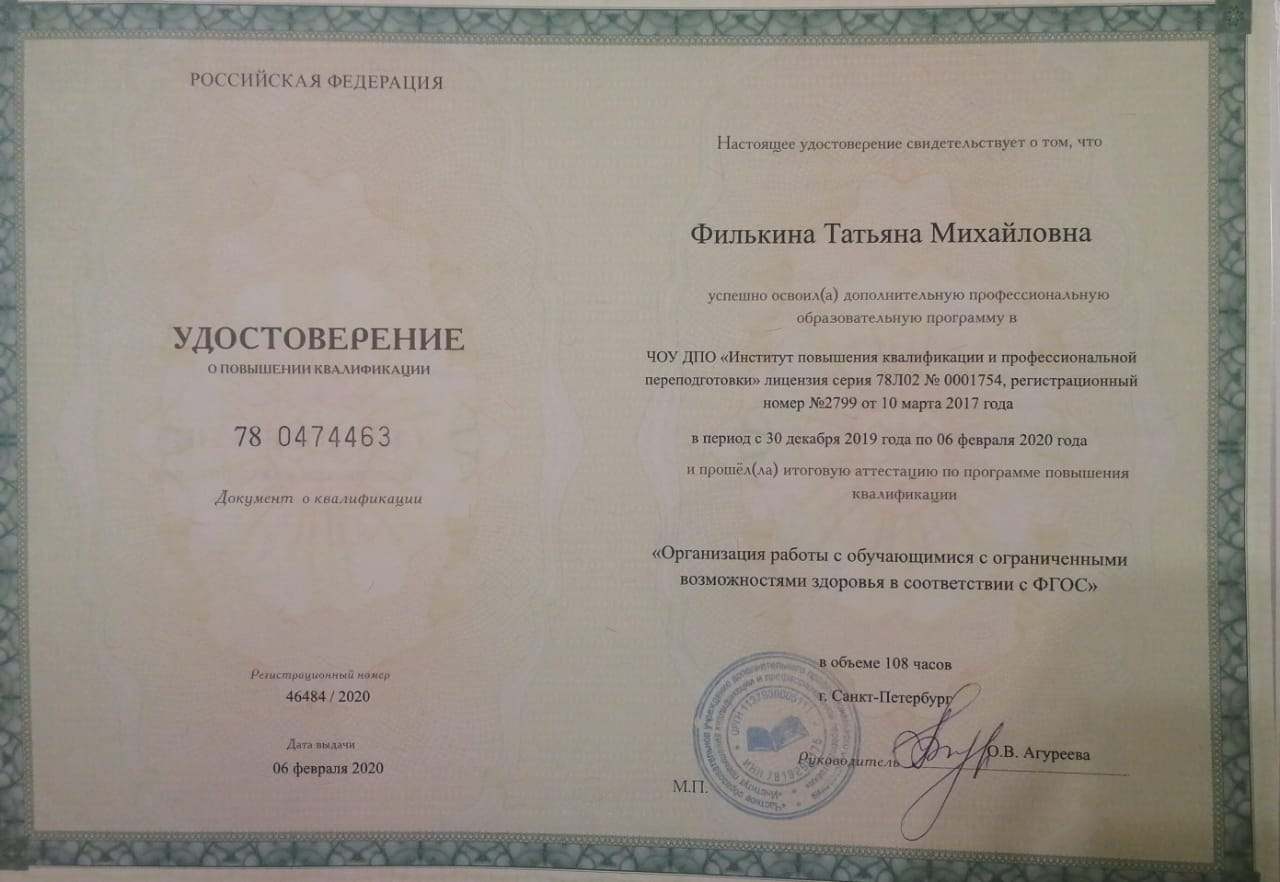 РОССИЙСКАЯ ФЕДЕРАЦИЯ
УДОСТОВЕРЕНИЕ
О ПОВЫШЕНИИ КВАЛИФИКАЦИИ
78 0474463
Документ о квалификации
Регистрационный номер
46484 / 2020
Дата выдачи
06 февраля 2020
Настоящее удостоверение свидетельствует о том, что
Филькина Татьяна Михайловна
успешно освоил(а) дополнительную профессиональную
образовательную программу в
ЧОУ ДПО «Институт повышения квалификации и профессиональной
переподготовки» лицензия серия 78Л02 № 0001754, регистрационный
номер №2799 от 10 марта 2017 года
в период с 30 декабря 2019 года по 06 февраля 2020 года
и прошёл(ла) итоговую аттестацию по программе повышения
квалификации
«Организация работы с обучающимися с ограниченными
возможностями здоровья в соответствии с ФГОС»
в объеме 108 часов
г. Санкт-Петербург
Руководитель О.В. Агуреева
М.П.